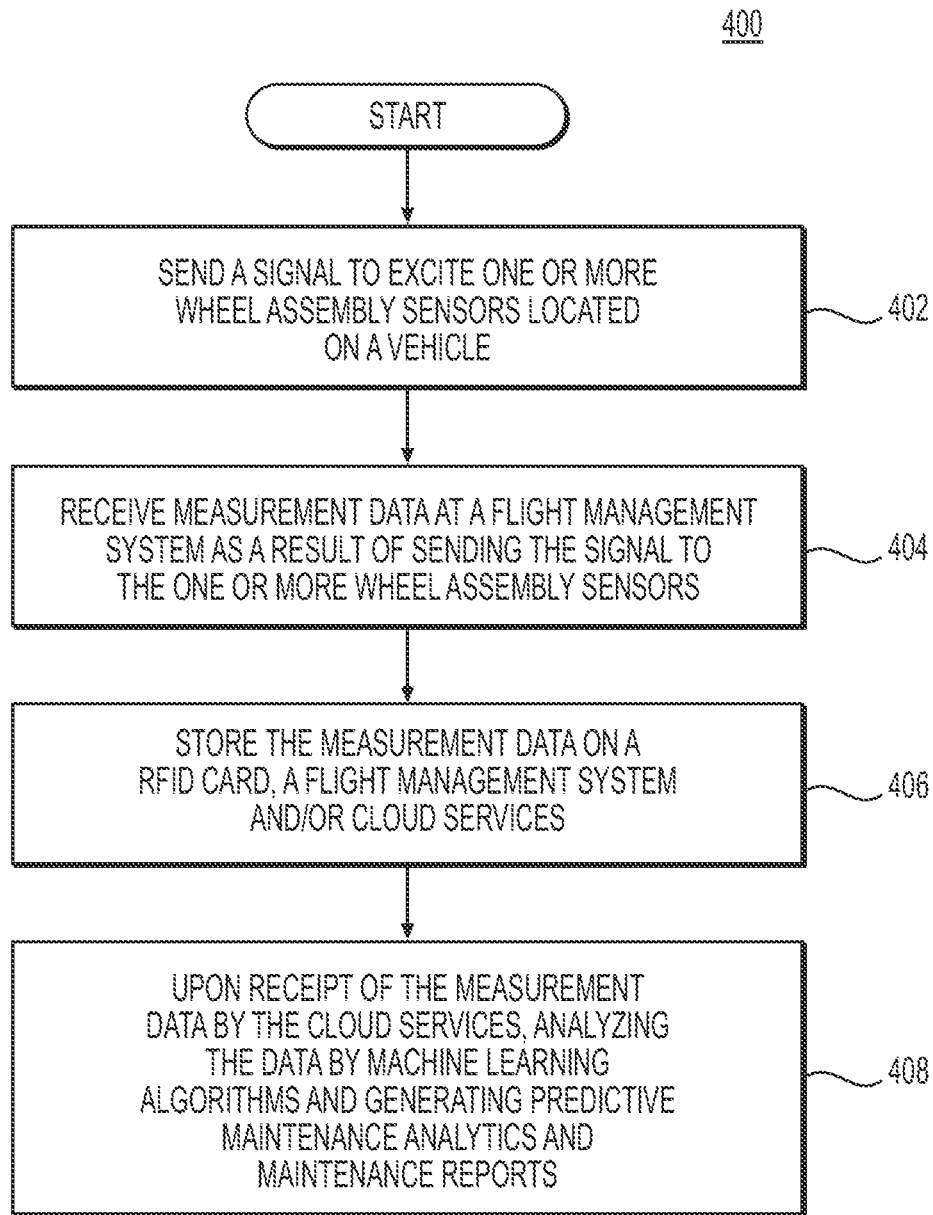 400
START
SEND A SIGNAL TO EXCITE ONE OR MORE
WHEEL ASSEMBLY SENSORS LOCATED
ON A VEHICLE
402
RECEIVE MEASUREMENT DATA AT A FLIGHT MANAGEMENT
SYSTEM AS A RESULT OF SENDING THE SIGNAL TO
THE ONE OR MORE WHEEL ASSEMBLY SENSORS
404
STORE THE MEASUREMENT DATA ON A
RFID CARD, A FLIGHT MANAGEMENT SYSTEM
AND/OR CLOUD SERVICES
406
UPON RECEIPT OF THE MEASUREMENT
DATA BY THE CLOUD SERVICES, ANALYZING
THE DATA BY MACHINE LEARNING
ALGORITHMS AND GENERATING PREDICTIVE
MAINTENANCE ANALYTICS AND
MAINTENANCE REPORTS
408